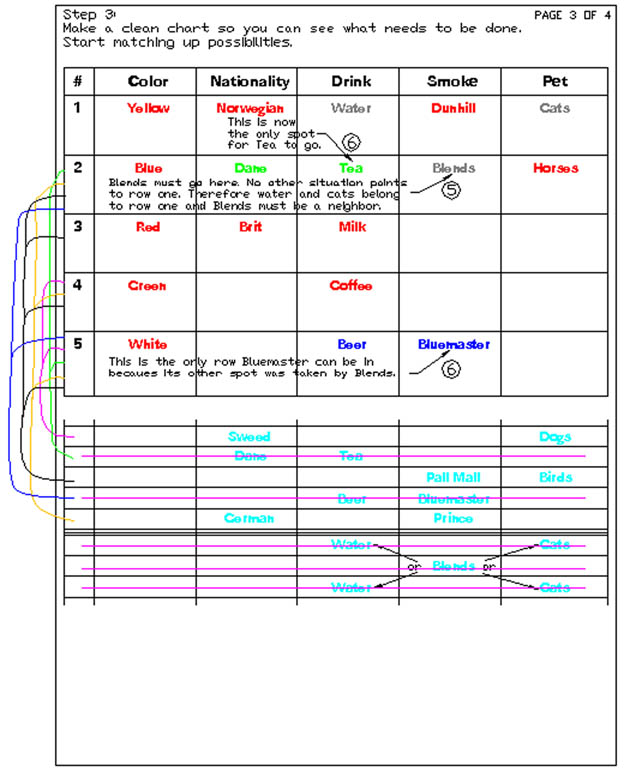 Step 3:
PAGE 3 OF 4
Make a clean chart so you can see what needs to be done.
Start matching up possibilities.
# Color Nationality Drink Smoke Pet
1 Yellow Norwegian Water Dunhill Cats
This is now
the only spot
for Tea to go.
6
2 Blue Dane Tea Blends Horses
Blends must go here. No other situation points
to row one. Therefore water and cats belong
to row one and Blends must be a neighbor.
5
3 Red Brit Milk
4 Green Coffee
5 White Beer Bluemaster
This is the only row Bluemaster can be in
becaues its other spot was taken by Blends.
6
Sweed Dogs
Dane Tea
Pall Mall Birds
Beer Bluemaster
German Prince
Water Cats
or Blends or
Water Cats